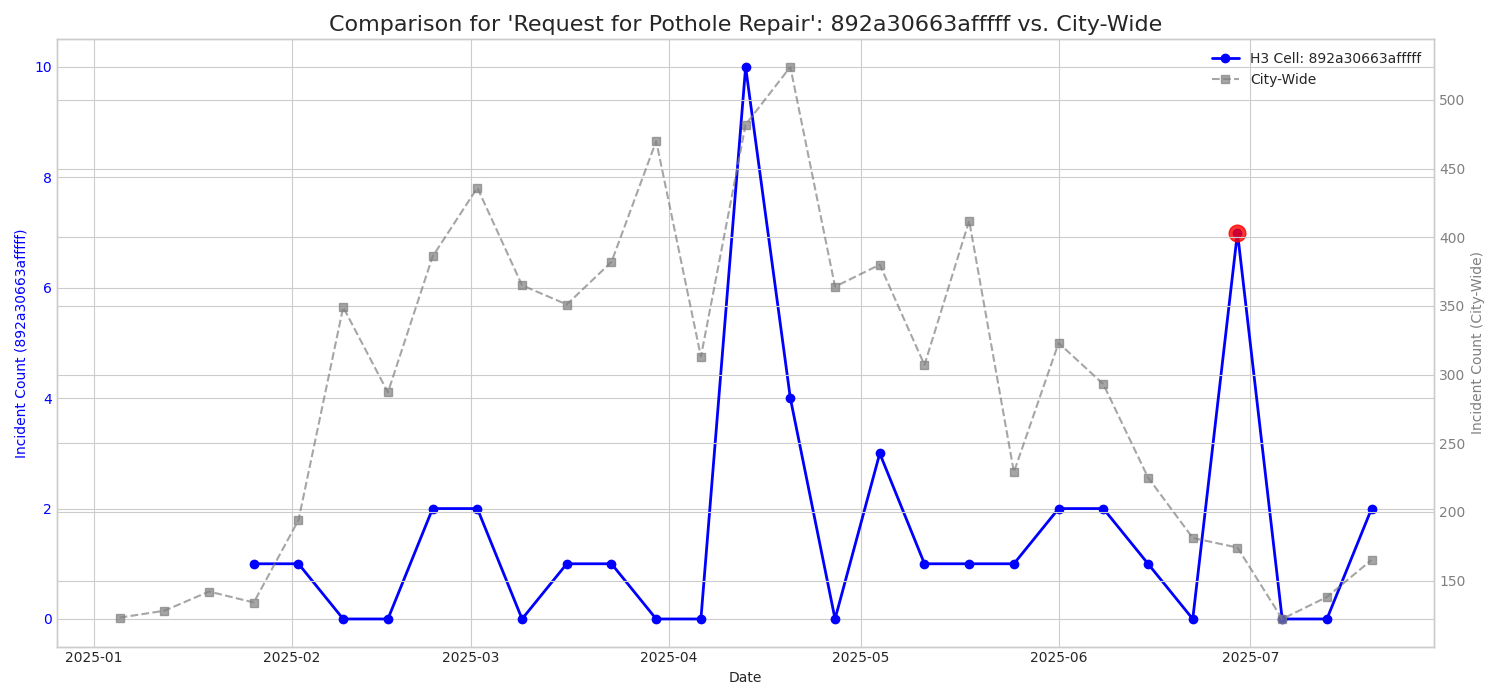 Comparison for 'Request for Pothole Repair': 892a30663afffff vs. City-Wide
H3 Cell: 892a30663afffff
City-Wide
Incident Count (892a30663afffff)
10
8
6
4
2
0
500
450
400
350
300
250
200
150
Incident Count (City-Wide)
2025-01 2025-02 2025-03 2025-04 2025-05 2025-06 2025-07
Date